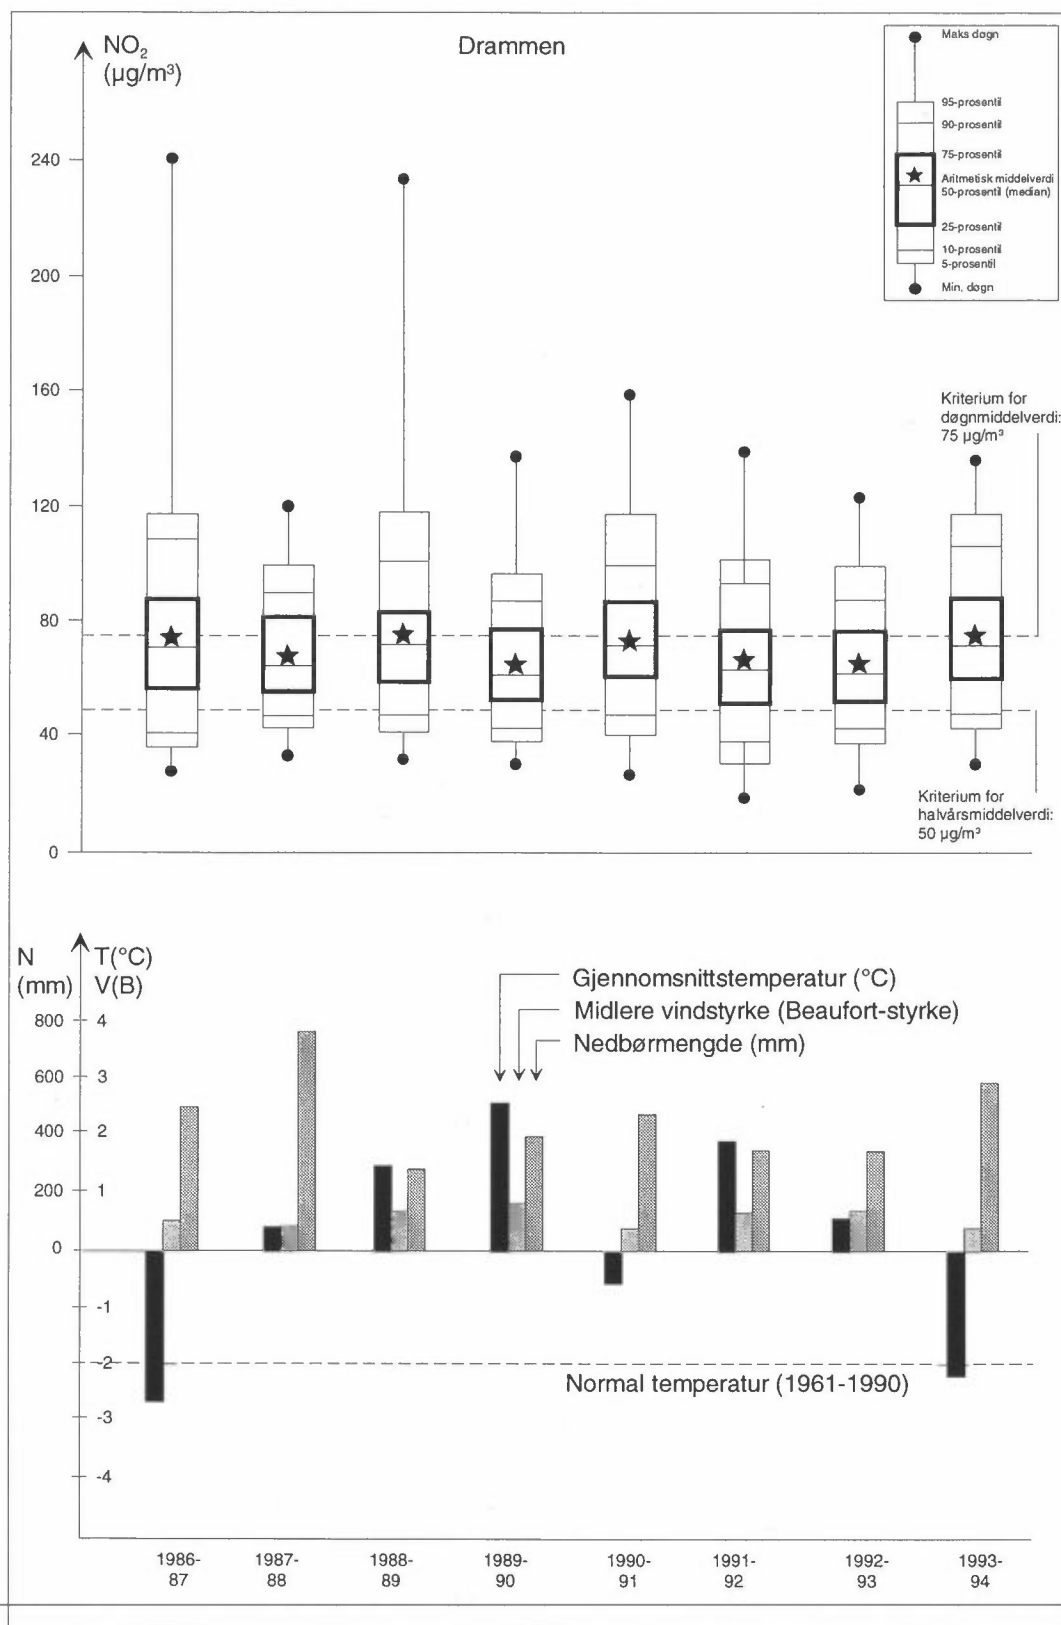 NO2
(µg/m³)
Drammen
Maks døgn
95-prosentil
90-prosentil
75-prosentil
Aritmetisk middelverdi
50-prosentil (median)
25-prosentil
10-prosentil
5-prosentil
Min. døgn
240
200
160
120
80
40
0
Kriterium for
døgnmiddelverdi:
75 µg/m³
Kriterium for
halvårsmiddelverdi:
50 µg/m³
N
(mm)
T(°C)
V(B)
800 4
600 3
400 2
200 1
0 0
-1
-2
-3
-4
Gjennomsnittstemperatur (°C)
Midlere vindstyrke (Beaufort-styrke)
Nedbørmengde (mm)
Normal temperatur (1961-1990)
1986-
87
1987-
88
1988-
89
1989-
90
1990-
91
1991-
92
1992-
93
1993-
94